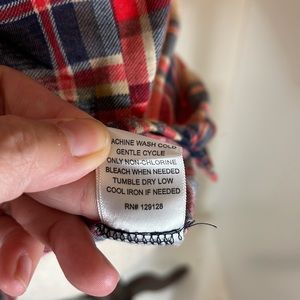 ACHINE WASH COLD
GENTLE CYCLE
ONLY NON-CHLORINE
BLEACH WHEN NEEDED
TUMBLE DRY LOW
COOL IRON IF NEEDED
RN# 129128